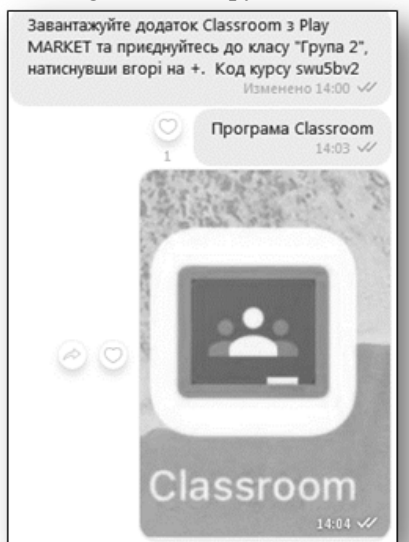 Завантажуйте додаток Classroom з Play
MARKET та приєднуйтесь до класу "Група 2",
натиснувши вгорі на +. Код курсу swu5bv2
Изменено 14:00
Програма Classroom
1
14:03
Classroom
14:04